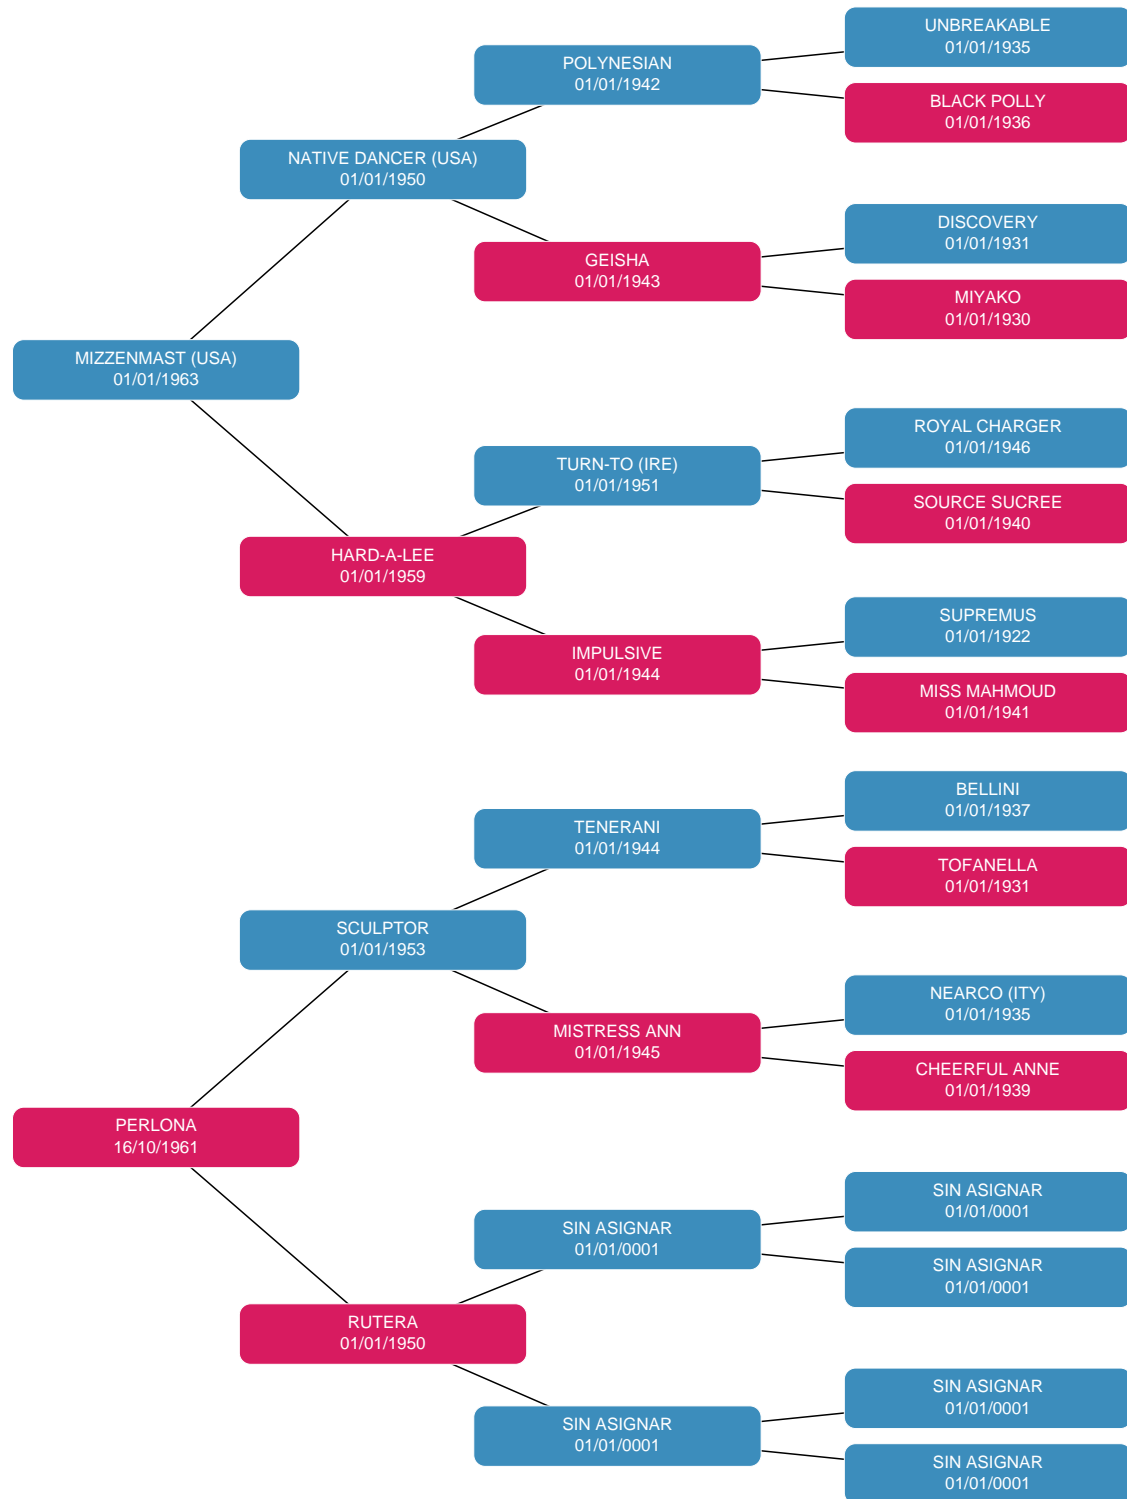 UNBREAKABLE
01/01/1935
POLYNESIAN
01/01/1942
BLACK POLLY
01/01/1936
NATIVE DANCER (USA)
01/01/1950
DISCOVERY
01/01/1931
GEISHA
01/01/1943
MIYAKO
01/01/1930
MIZZENMAST (USA)
01/01/1963
ROYAL CHARGER
01/01/1946
TURN-TO (IRE)
01/01/1951
SOURCE SUCREE
01/01/1940
HARD-A-LEE
01/01/1959
SUPREMUS
01/01/1922
IMPULSIVE
01/01/1944
MISS MAHMOUD
01/01/1941
BELLINI
01/01/1937
TENERANI
01/01/1944
TOFANELLA
01/01/1931
SCULPTOR
01/01/1953
NEARCO (ITY)
01/01/1935
MISTRESS ANN
01/01/1945
CHEERFUL ANNE
01/01/1939
PERLONA
16/10/1961
SIN ASIGNAR
01/01/0001
SIN ASIGNAR
01/01/0001
SIN ASIGNAR
01/01/0001
RUTERA
01/01/1950
SIN ASIGNAR
01/01/0001
SIN ASIGNAR
01/01/0001
SIN ASIGNAR
01/01/0001